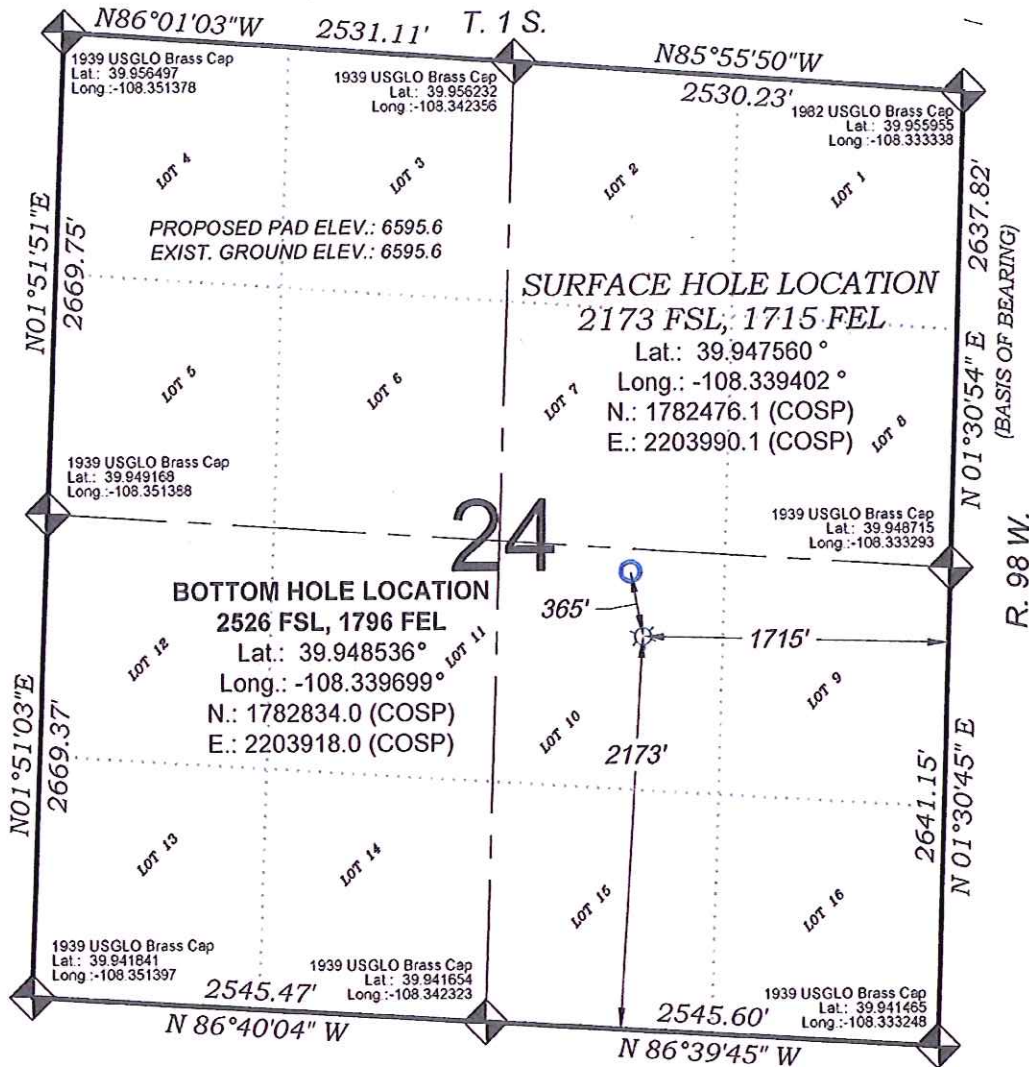 T. 1 S.
N86°01'03"W
2531.11'
N85°55'50"W
2530.23'
1939 USGLO Brass Cap
Lat.: 39.956497
Long:-108.351378
1939 USGLO Brass Cap
Lat.: 39.956232
Long:-108.342356
1982 USGLO Brass Cap
Lat.: 39.955955
Long:-108.333338
LOT 4
LOT 3
LOT 2
LOT 1
N01°51'51"E
2669.75'
2637.82'
N 01°30'54" E
(BASIS OF BEARING)
PROPOSED PAD ELEV.: 6595.6
EXIST. GROUND ELEV.: 6595.6
SURFACE HOLE LOCATION
2173 FSL, 1715 FEL
Lat.: 39.947560 °
Long.: -108.339402 °
N.: 1782476.1 (COSP)
E.: 2203990.1 (COSP)
LOT 5
LOT 6
LOT 7
LOT 8
1939 USGLO Brass Cap
Lat.: 39.949168
Long.:-108.351388
24
1939 USGLO Brass Cap
Lat.: 39.948715
Long.:-108.333293
R. 98 W.
BOTTOM HOLE LOCATION
2526 FSL, 1796 FEL
Lat.: 39.948536°
Long.: -108.339699°
N.: 1782834.0 (COSP)
E.: 2203918.0 (COSP)
365'
1715'
2173'
LOT 12
LOT 11
LOT 10
LOT 9
N01°51'03"E
2669.37'
2641.15'
N 01°30'45" E
LOT 13
LOT 14
LOT 15
LOT 16
1939 USGLO Brass Cap
Lat.: 39.941841
Long:-108.351397
1939 USGLO Brass Cap
Lat.: 39.941654
Long:-108.342323
1939 USGLO Brass Cap
Lat.: 39.941465
Long.:-108.333248
2545.47'
N 86°40'04" W
2545.60'
N 86°39'45" W